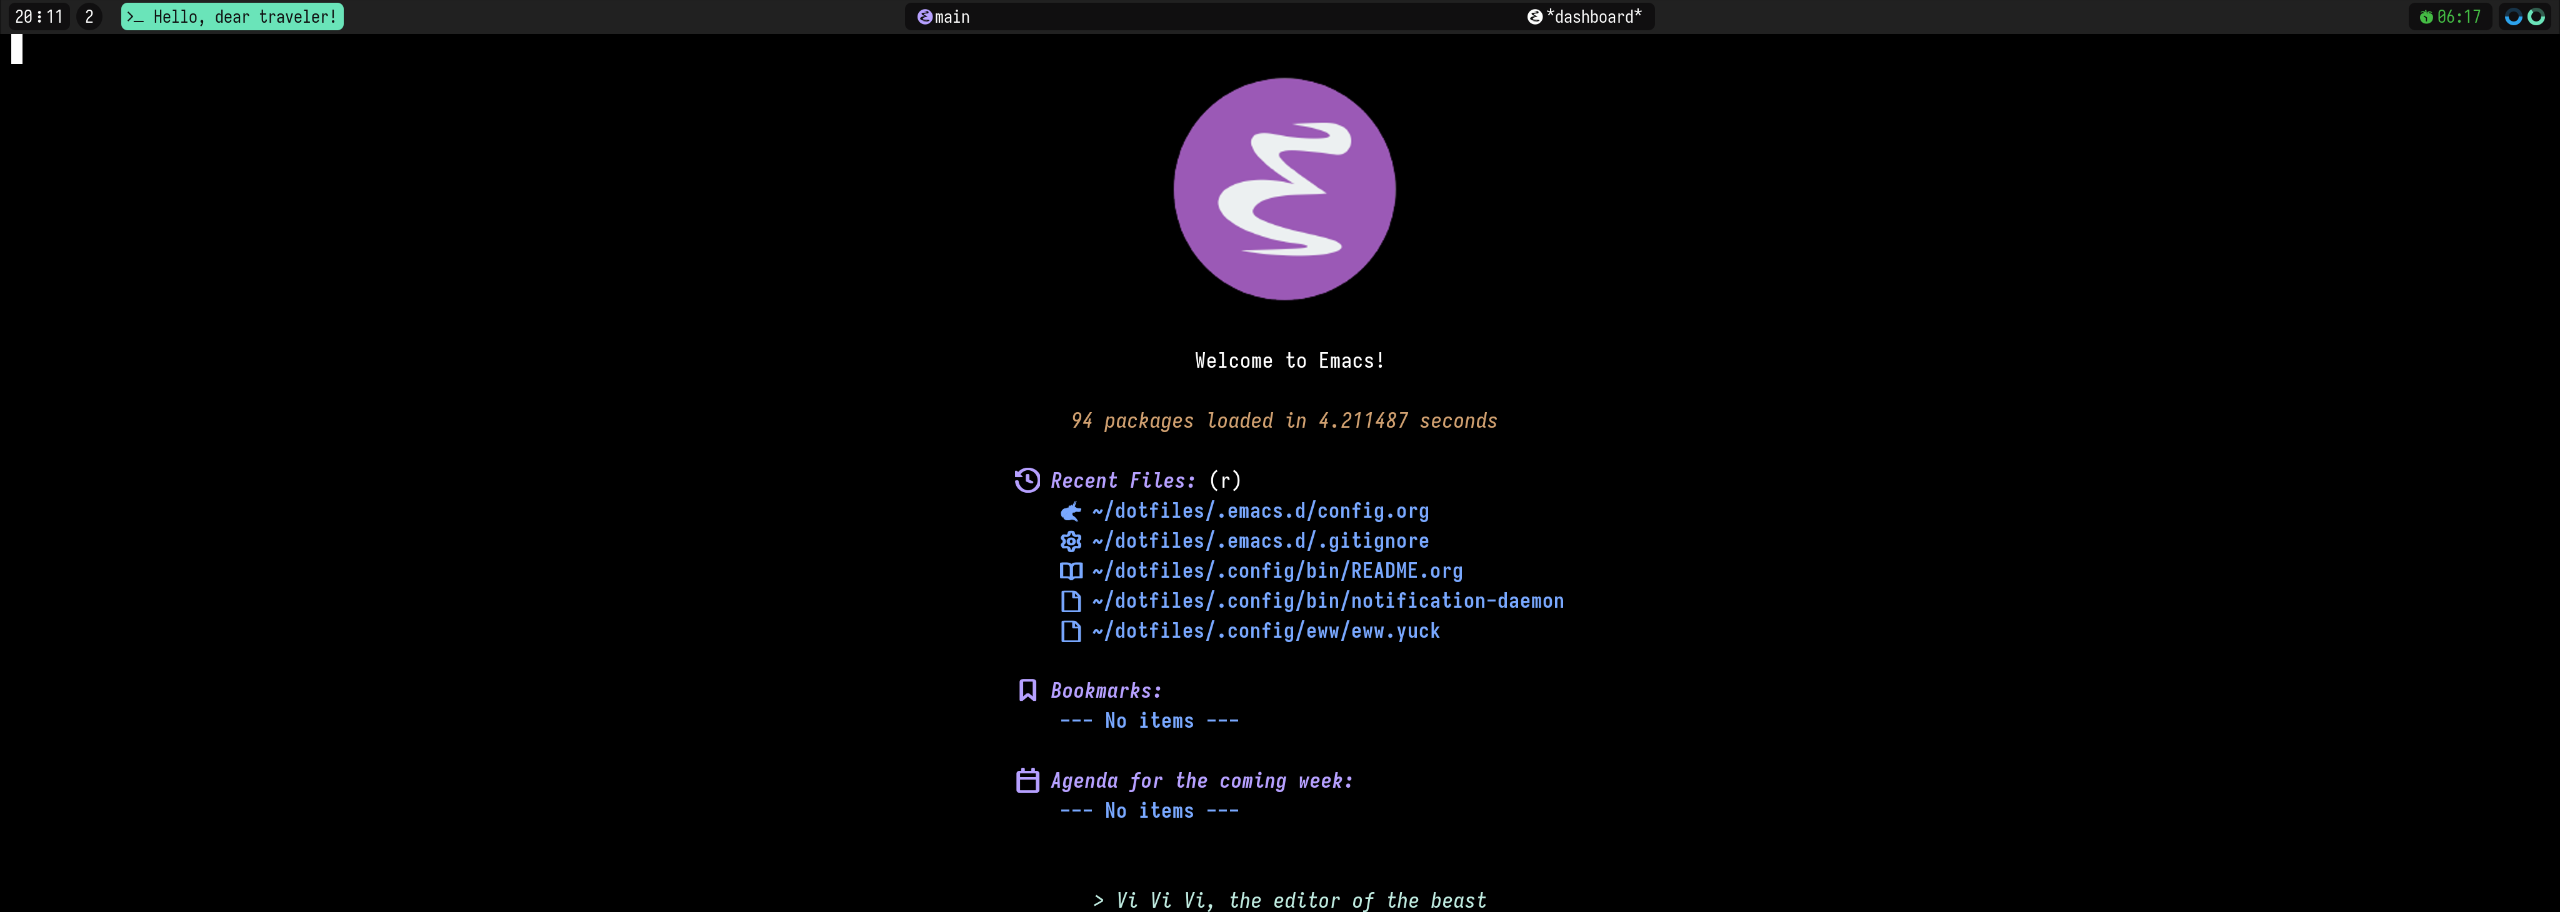 20:11 2 >_ Hello, dear traveler! main *dashboard* 06:17
Welcome to Emacs!
94 packages loaded in 4.211487 seconds
Recent Files: (r)
~/dotfiles/.emacs.d/config.org
~/dotfiles/.emacs.d/.gitignore
~/dotfiles/.config/bin/README.org
~/dotfiles/.config/bin/notification-daemon
~/dotfiles/.config/eww/eww.yuck
Bookmarks:
--- No items ---
Agenda for the coming week:
--- No items ---
> Vi Vi Vi, the editor of the beast